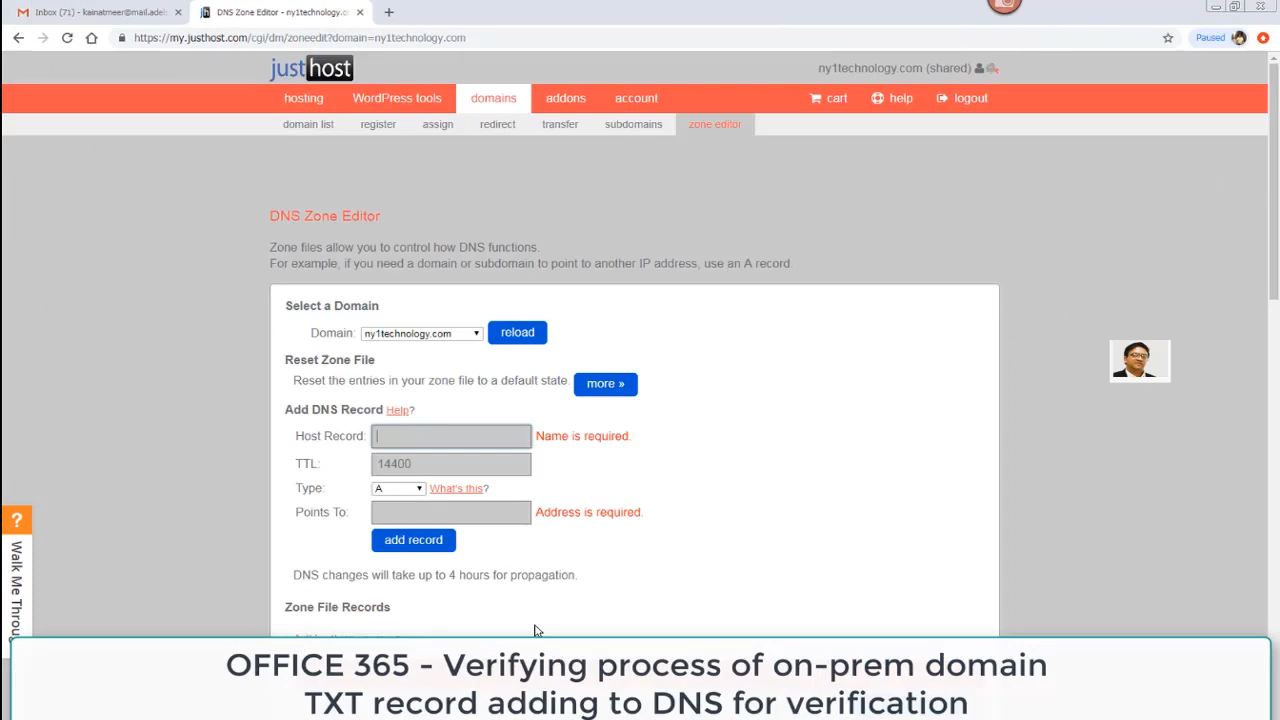 Inbox (71) - kainatmeer@mail.adel
DNS Zone Editor - ny1technology.c
https://my.justhost.com/cgi/dm/zoneedit?domain=ny1technology.com
Paused
justhost
ny1technology.com (shared)
hosting WordPress tools domains addons account cart help logout
domain list register assign redirect transfer subdomains zone editor
DNS Zone Editor
Zone files allow you to control how DNS functions.
For example, if you need a domain or subdomain to point to another IP address, use an A record.
Select a Domain
Domain: ny1technology.com reload
Reset Zone File
Reset the entries in your zone file to a default state. more »
Add DNS Record Help?
Host Record: Name is required.
TTL: 14400
Type: A What's this?
Points To: Address is required.
add record
DNS changes will take up to 4 hours for propagation.
Zone File Records
?
Walk Me Throu
OFFICE 365 - Verifying process of on-prem domain
TXT record adding to DNS for verification